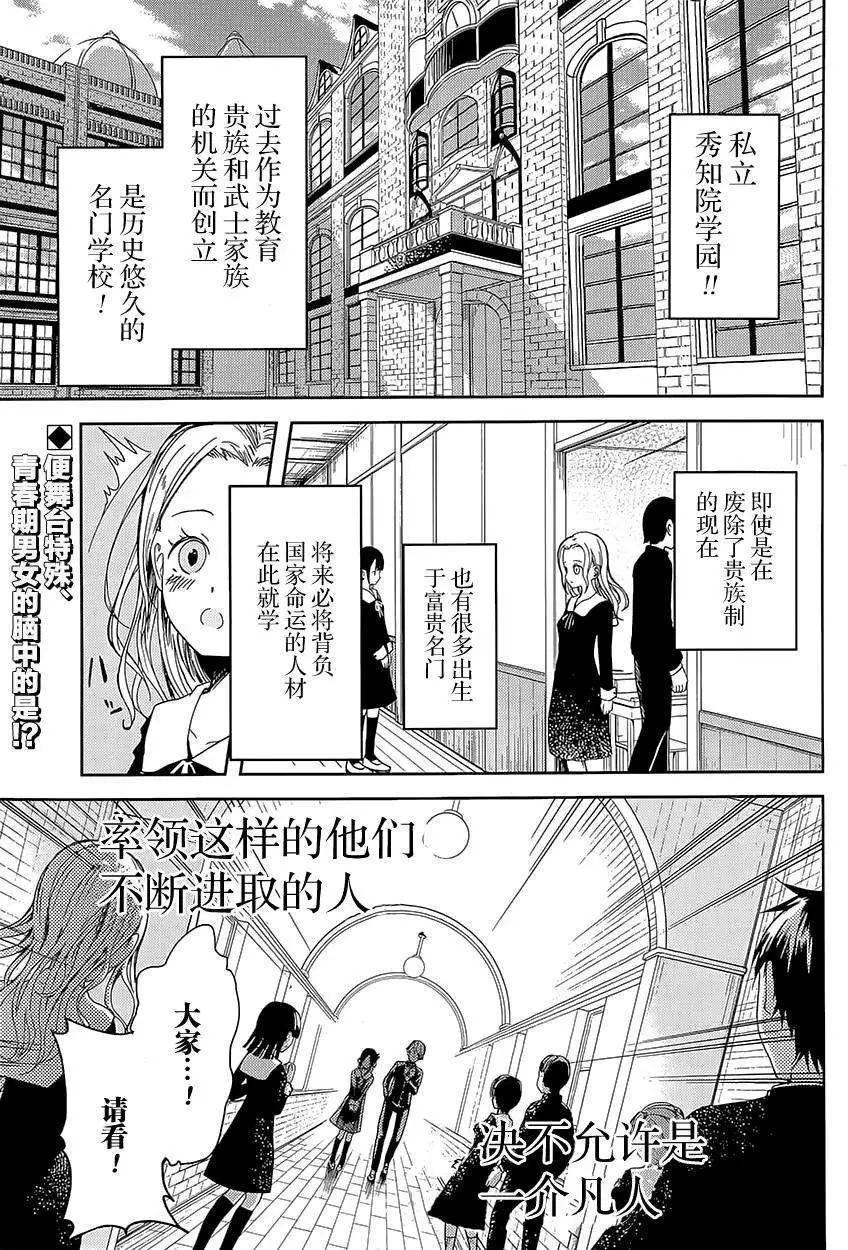 私立
秀知院学园!!
过去作为教育
贵族和武士家族
的机关而创立
是历史悠久的
名门学校！
即使是在
废除了贵族制
的现在
也有很多出生
于富贵名门
将来必将背负
国家命运的人材
在此就学
◆便舞台特殊、
青春期男女的脑中的是!?
率领这样的他们
不断进取的人
大家…！
请看！
决不允许是
一介凡人